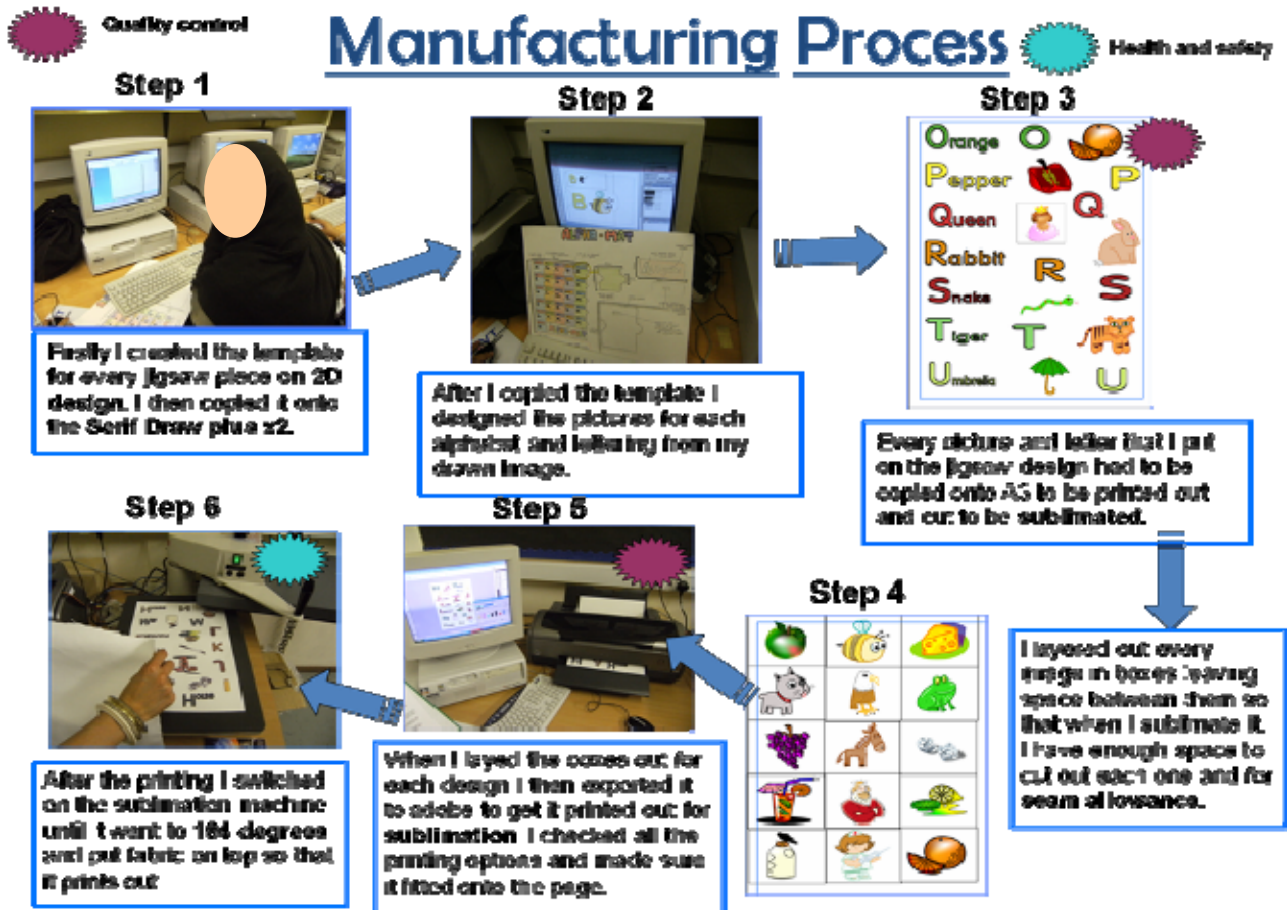 Quality control
Manufacturing Process
Health and safety
Step 1
Firstly I created the template
for every jigsaw piece on 2D
design. I then copied it onto
the Serif Draw plus x2.
Step 2
After I copied the template I
designed the pictures for each
alphabet and lettering from my
drawn image.
Step 3
Orange O
Pepper P
Queen Q
Rabbit R
Snake S
Tiger T
Umbrella U
Every picture and letter that I put
on the jigsaw design had to be
copied onto A3 to be printed out
and cut to be sublimated.
Step 4
I layered out every
image in boxes leaving
space between them so
that when I sublimate it.
I have enough space to
cut out each one and for
seam allowance.
Step 5
When I layed the boxes out for
each design I then exported it
to adobe to get it printed out for
sublimation I checked all the
printing options and made sure
it fitted onto the page.
Step 6
After the printing I switched
on the sublimation machine
until it went to degrees
and put fabric on top so that
it prints out